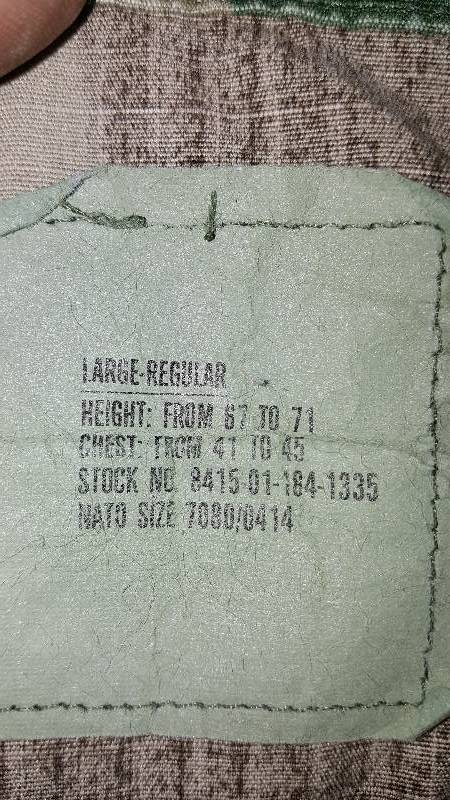 LARGE-REGULAR
HEIGHT: FROM 67 TO 71
CHEST: FROM 41 TO 45
STOCK NO. 8415-01-184-1335
NATO SIZE 7080/0414